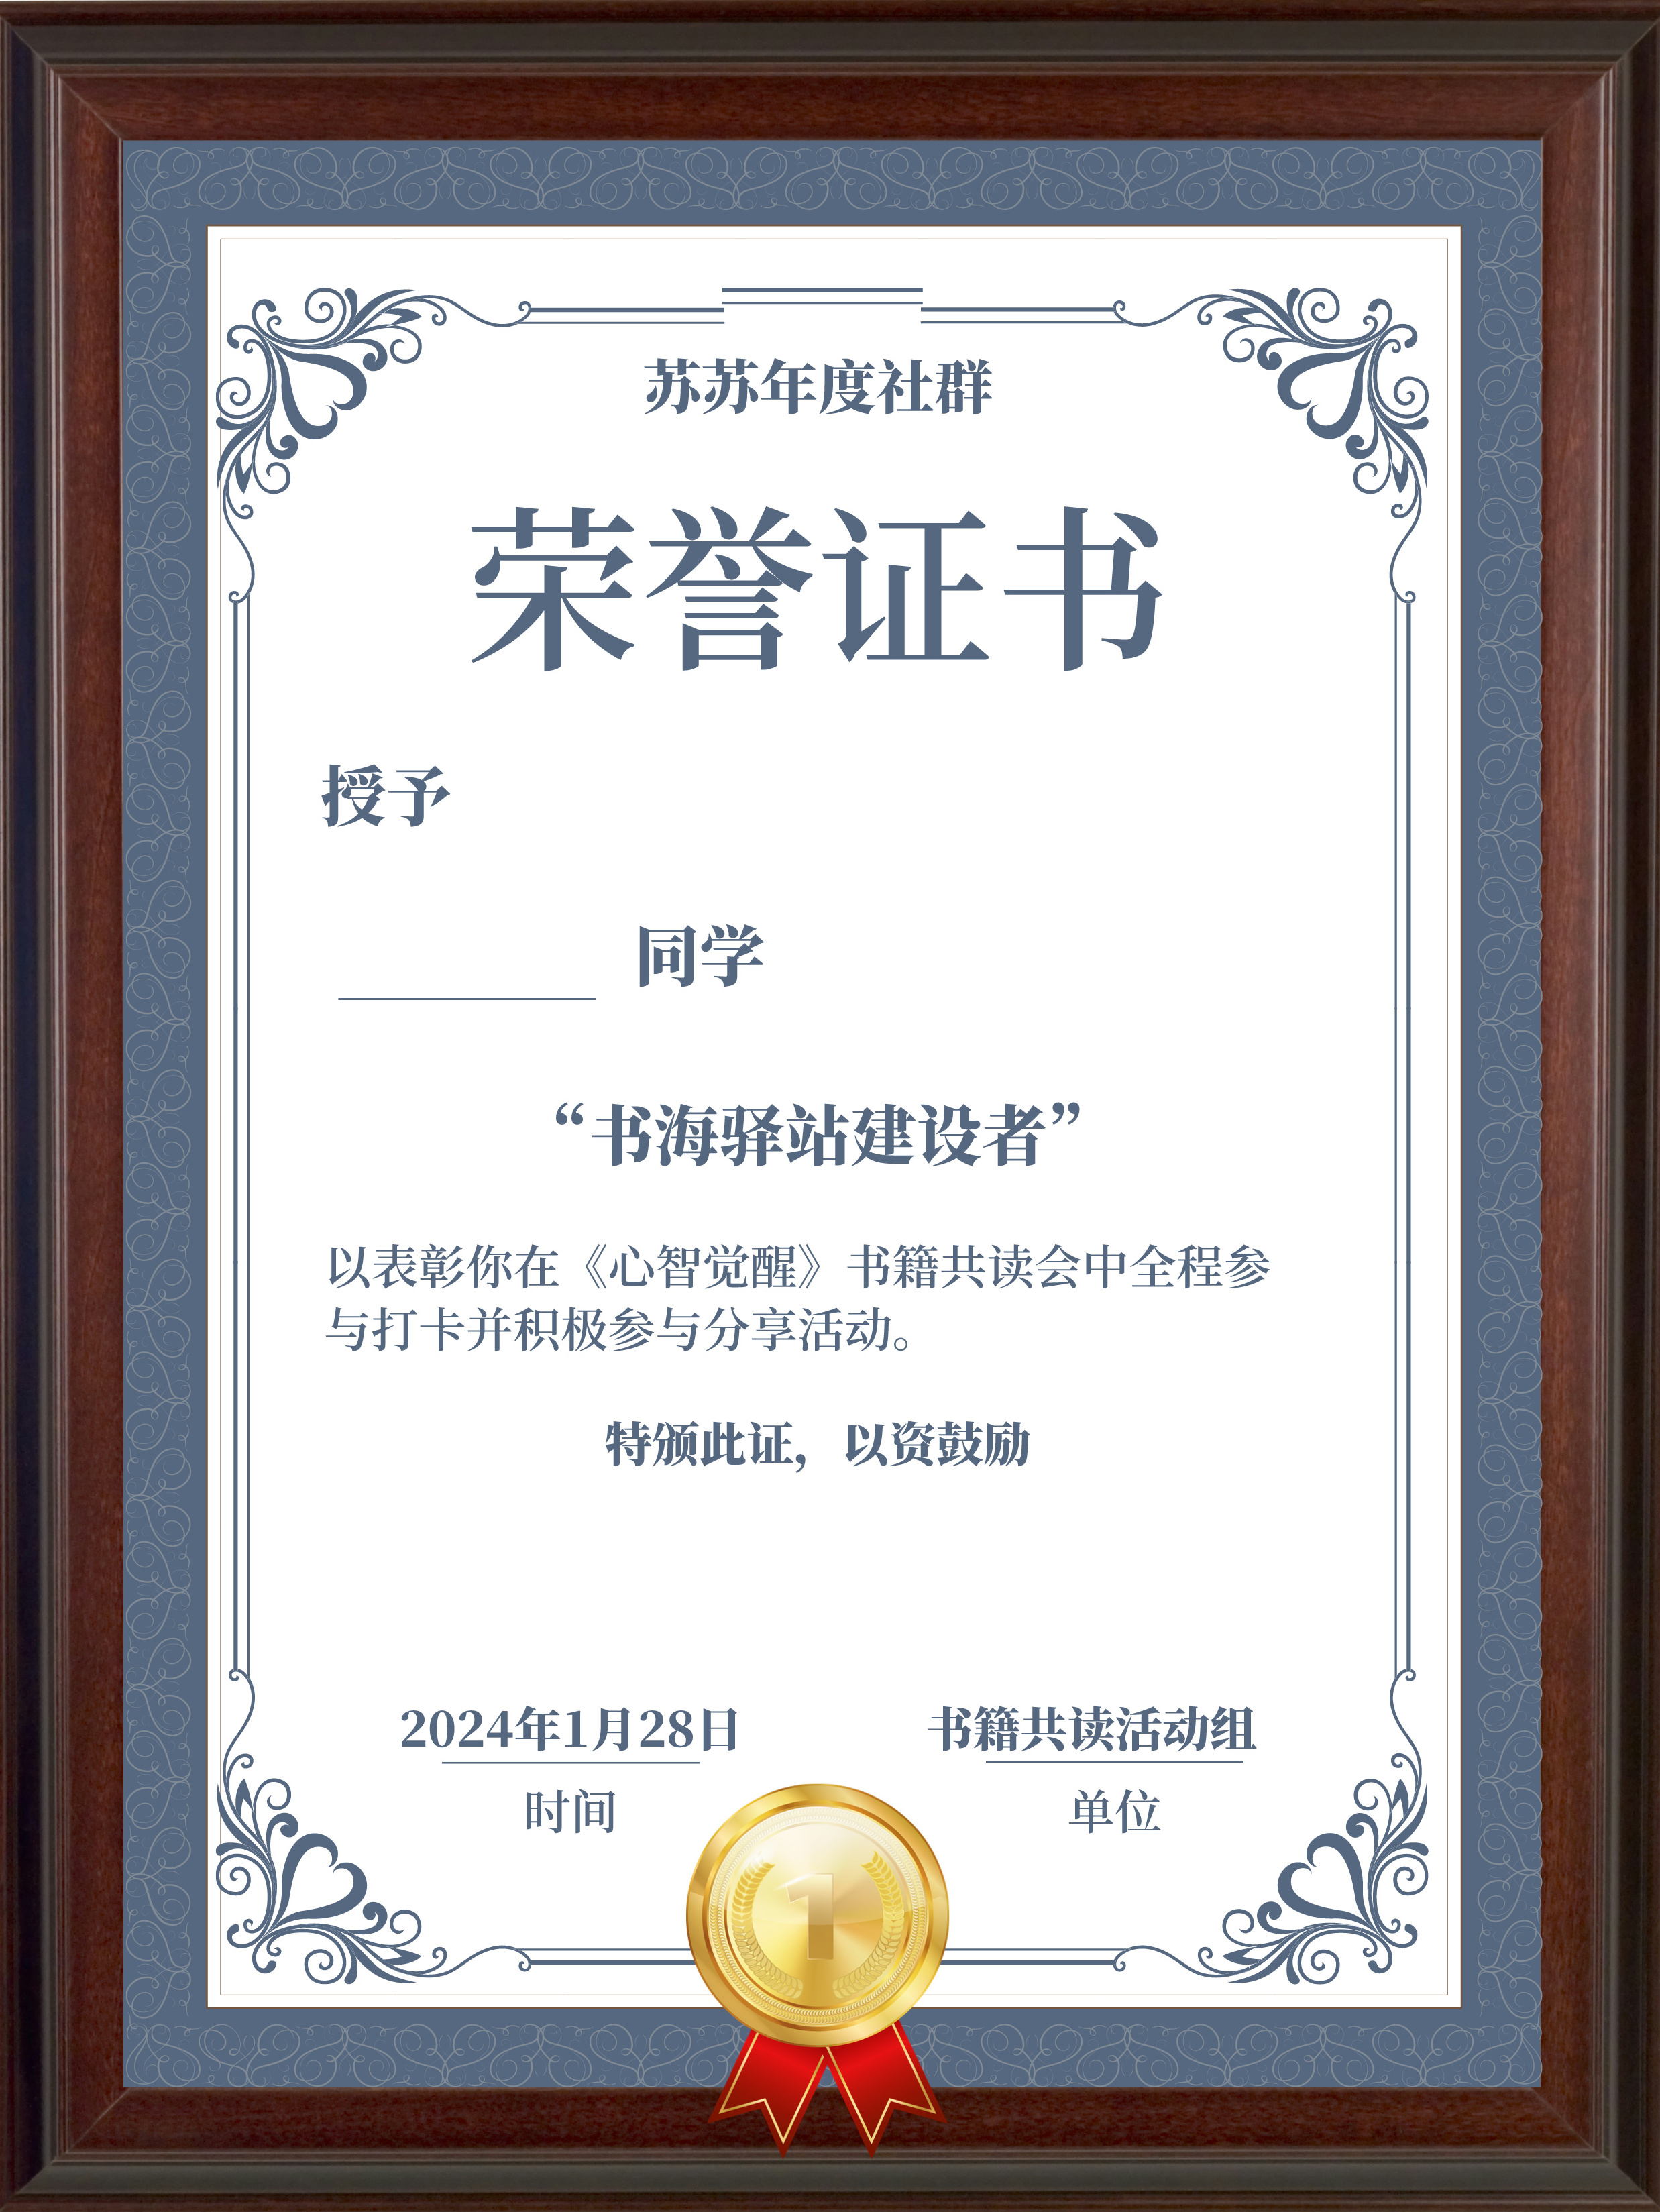 苏苏年度社群
荣誉证书
授予
同学
“书海驿站建设者”
以表彰你在《心智觉醒》书籍共读会中全程参
与打卡并积极参与分享活动。
特颁此证，以资鼓励
2024年1月28日
书籍共读活动组
时间
单位
1